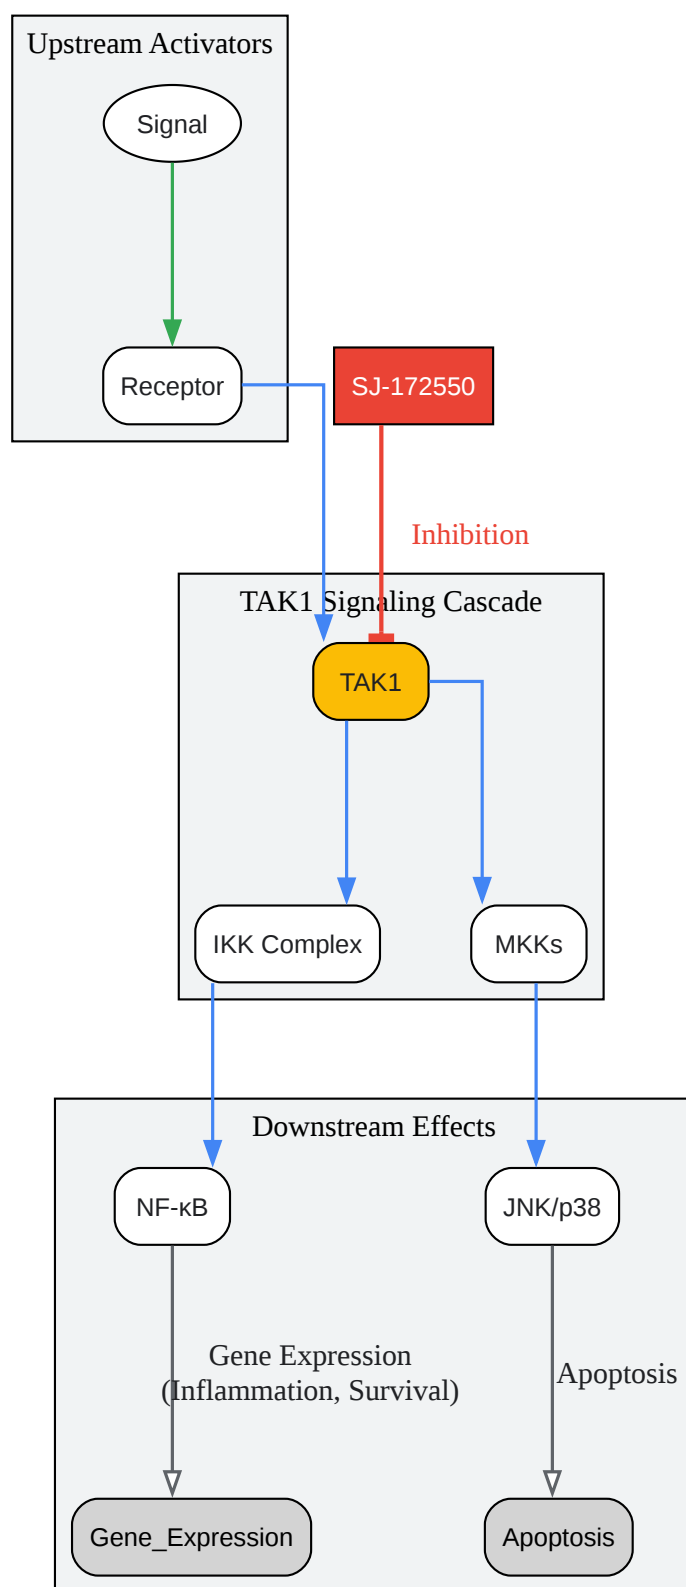 Upstream Activators
Signal
Receptor
SJ-172550
Inhibition
TAK1 Signaling Cascade
TAK1
IKK Complex
MKKs
Downstream Effects
NF-κB
JNK/p38
Gene Expression
(Inflammation, Survival)
Apoptosis
Gene_Expression
Apoptosis